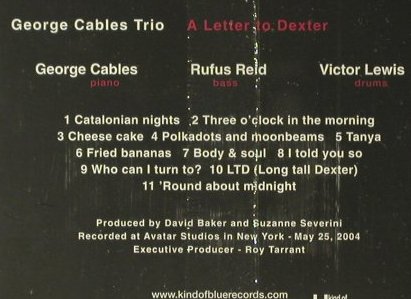 George Cables Trio A Letter to Dexter
George Cables Rufus Reid Victor Lewis
piano bass drums
1 Catalonian nights 2 Three o'clock in the morning
3 Cheese cake 4 Polkadots and moonbeams 5 Tanya
6 Fried bananas 7 Body & soul 8 I told you so
9 Who can I turn to? 10 LTD (Long tall Dexter)
11 'Round about midnight
Produced by David Baker and Suzanne Severini
Recorded at Avatar Studios in New York - May 25, 2004
Executive Producer - Roy Tarrant
www.kindofbluerecords.com kind of